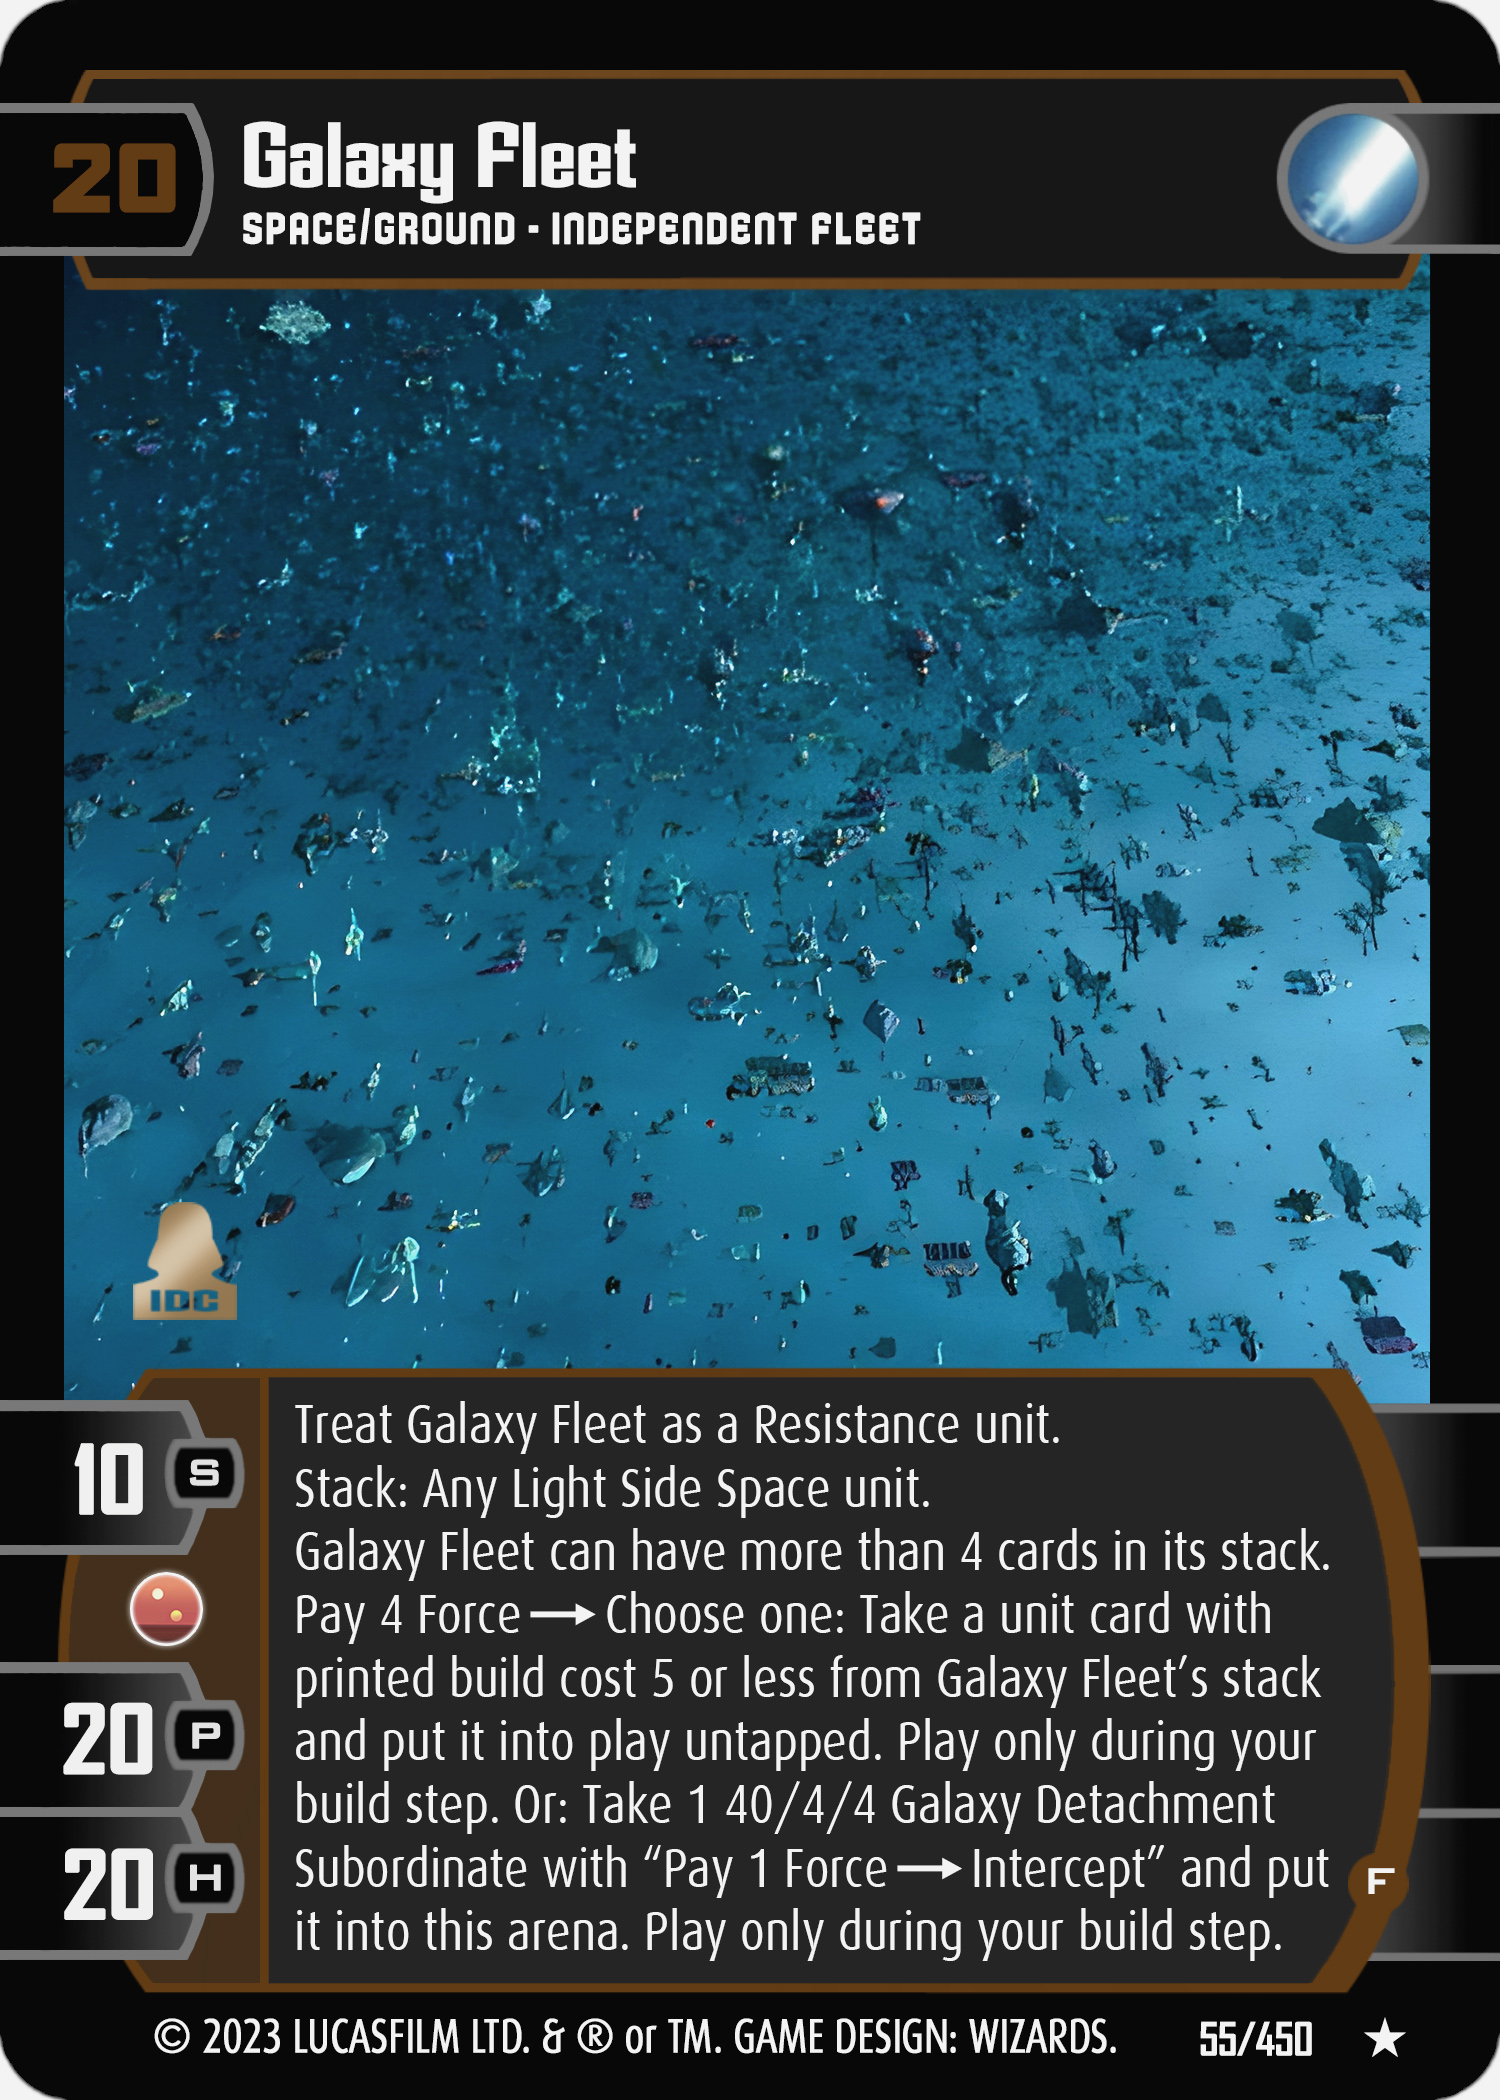 20
Galaxy Fleet
SPACE/GROUND - INDEPENDENT FLEET
IDC
10 S
20 P
20 H
Treat Galaxy Fleet as a Resistance unit.
Stack: Any Light Side Space unit.
Galaxy Fleet can have more than 4 cards in its stack.
Pay 4 Force → Choose one: Take a unit card with
printed build cost 5 or less from Galaxy Fleet’s stack
and put it into play untapped. Play only during your
build step. Or: Take 1 40/4/4 Galaxy Detachment
Subordinate with “Pay 1 Force → Intercept” and put
it into this arena. Play only during your build step.
F
© 2023 LUCASFILM LTD. & ® or TM. GAME DESIGN: WIZARDS. 55/450 ★